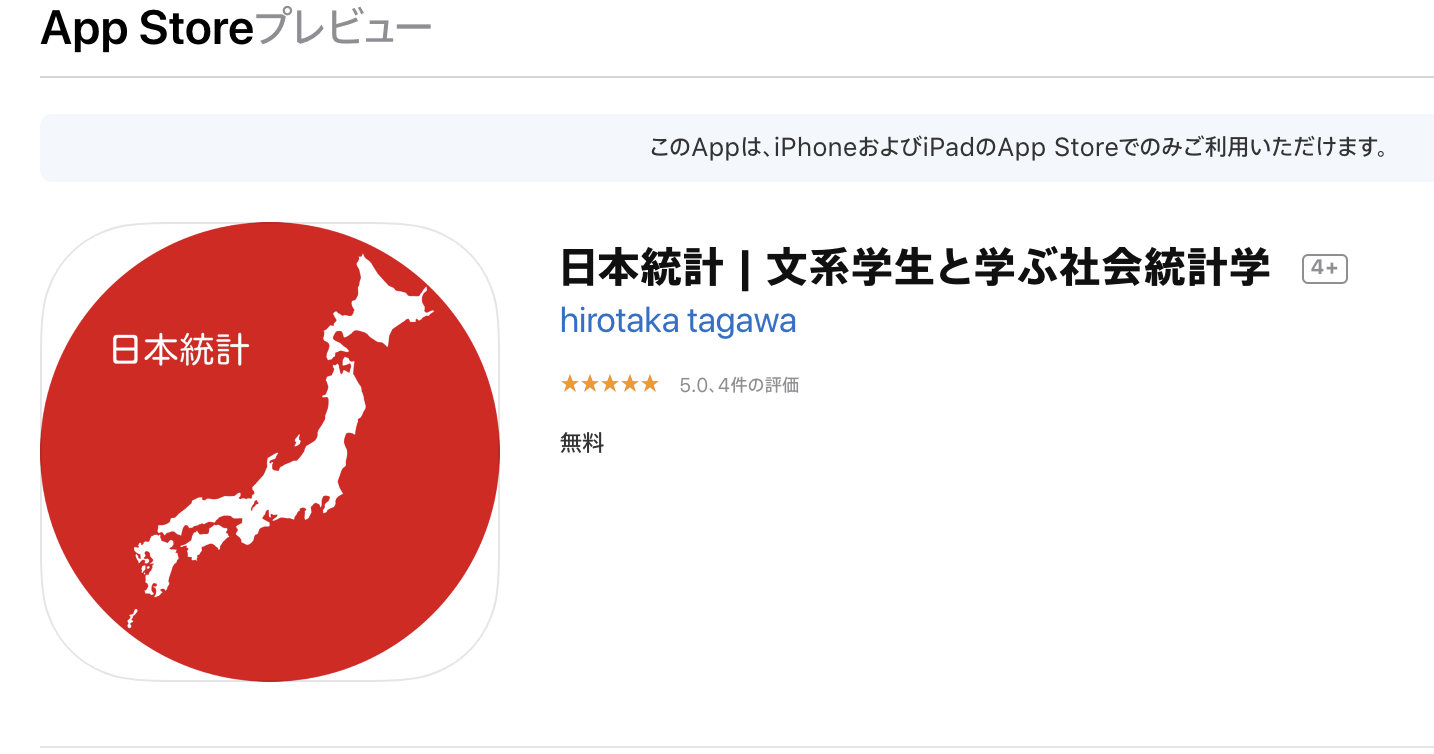 App Storeプレビュー
このAppは、iPhoneおよびiPadのApp Storeでのみご利用いただけます。
日本統計
日本統計 | 文系学生と学ぶ社会統計学 4+
hirotaka tagawa
★★★★★ 5.0、4件の評価
無料